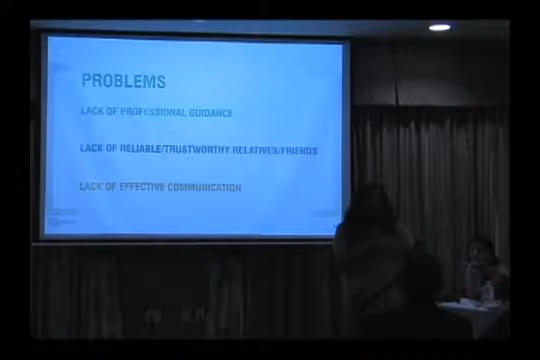 PROBLEMS
LACK OF PROFESSIONAL GUIDANCE
LACK OF RELIABLE/TRUSTWORTHY RELATIVES/FRIENDS
LACK OF EFFECTIVE COMMUNICATION